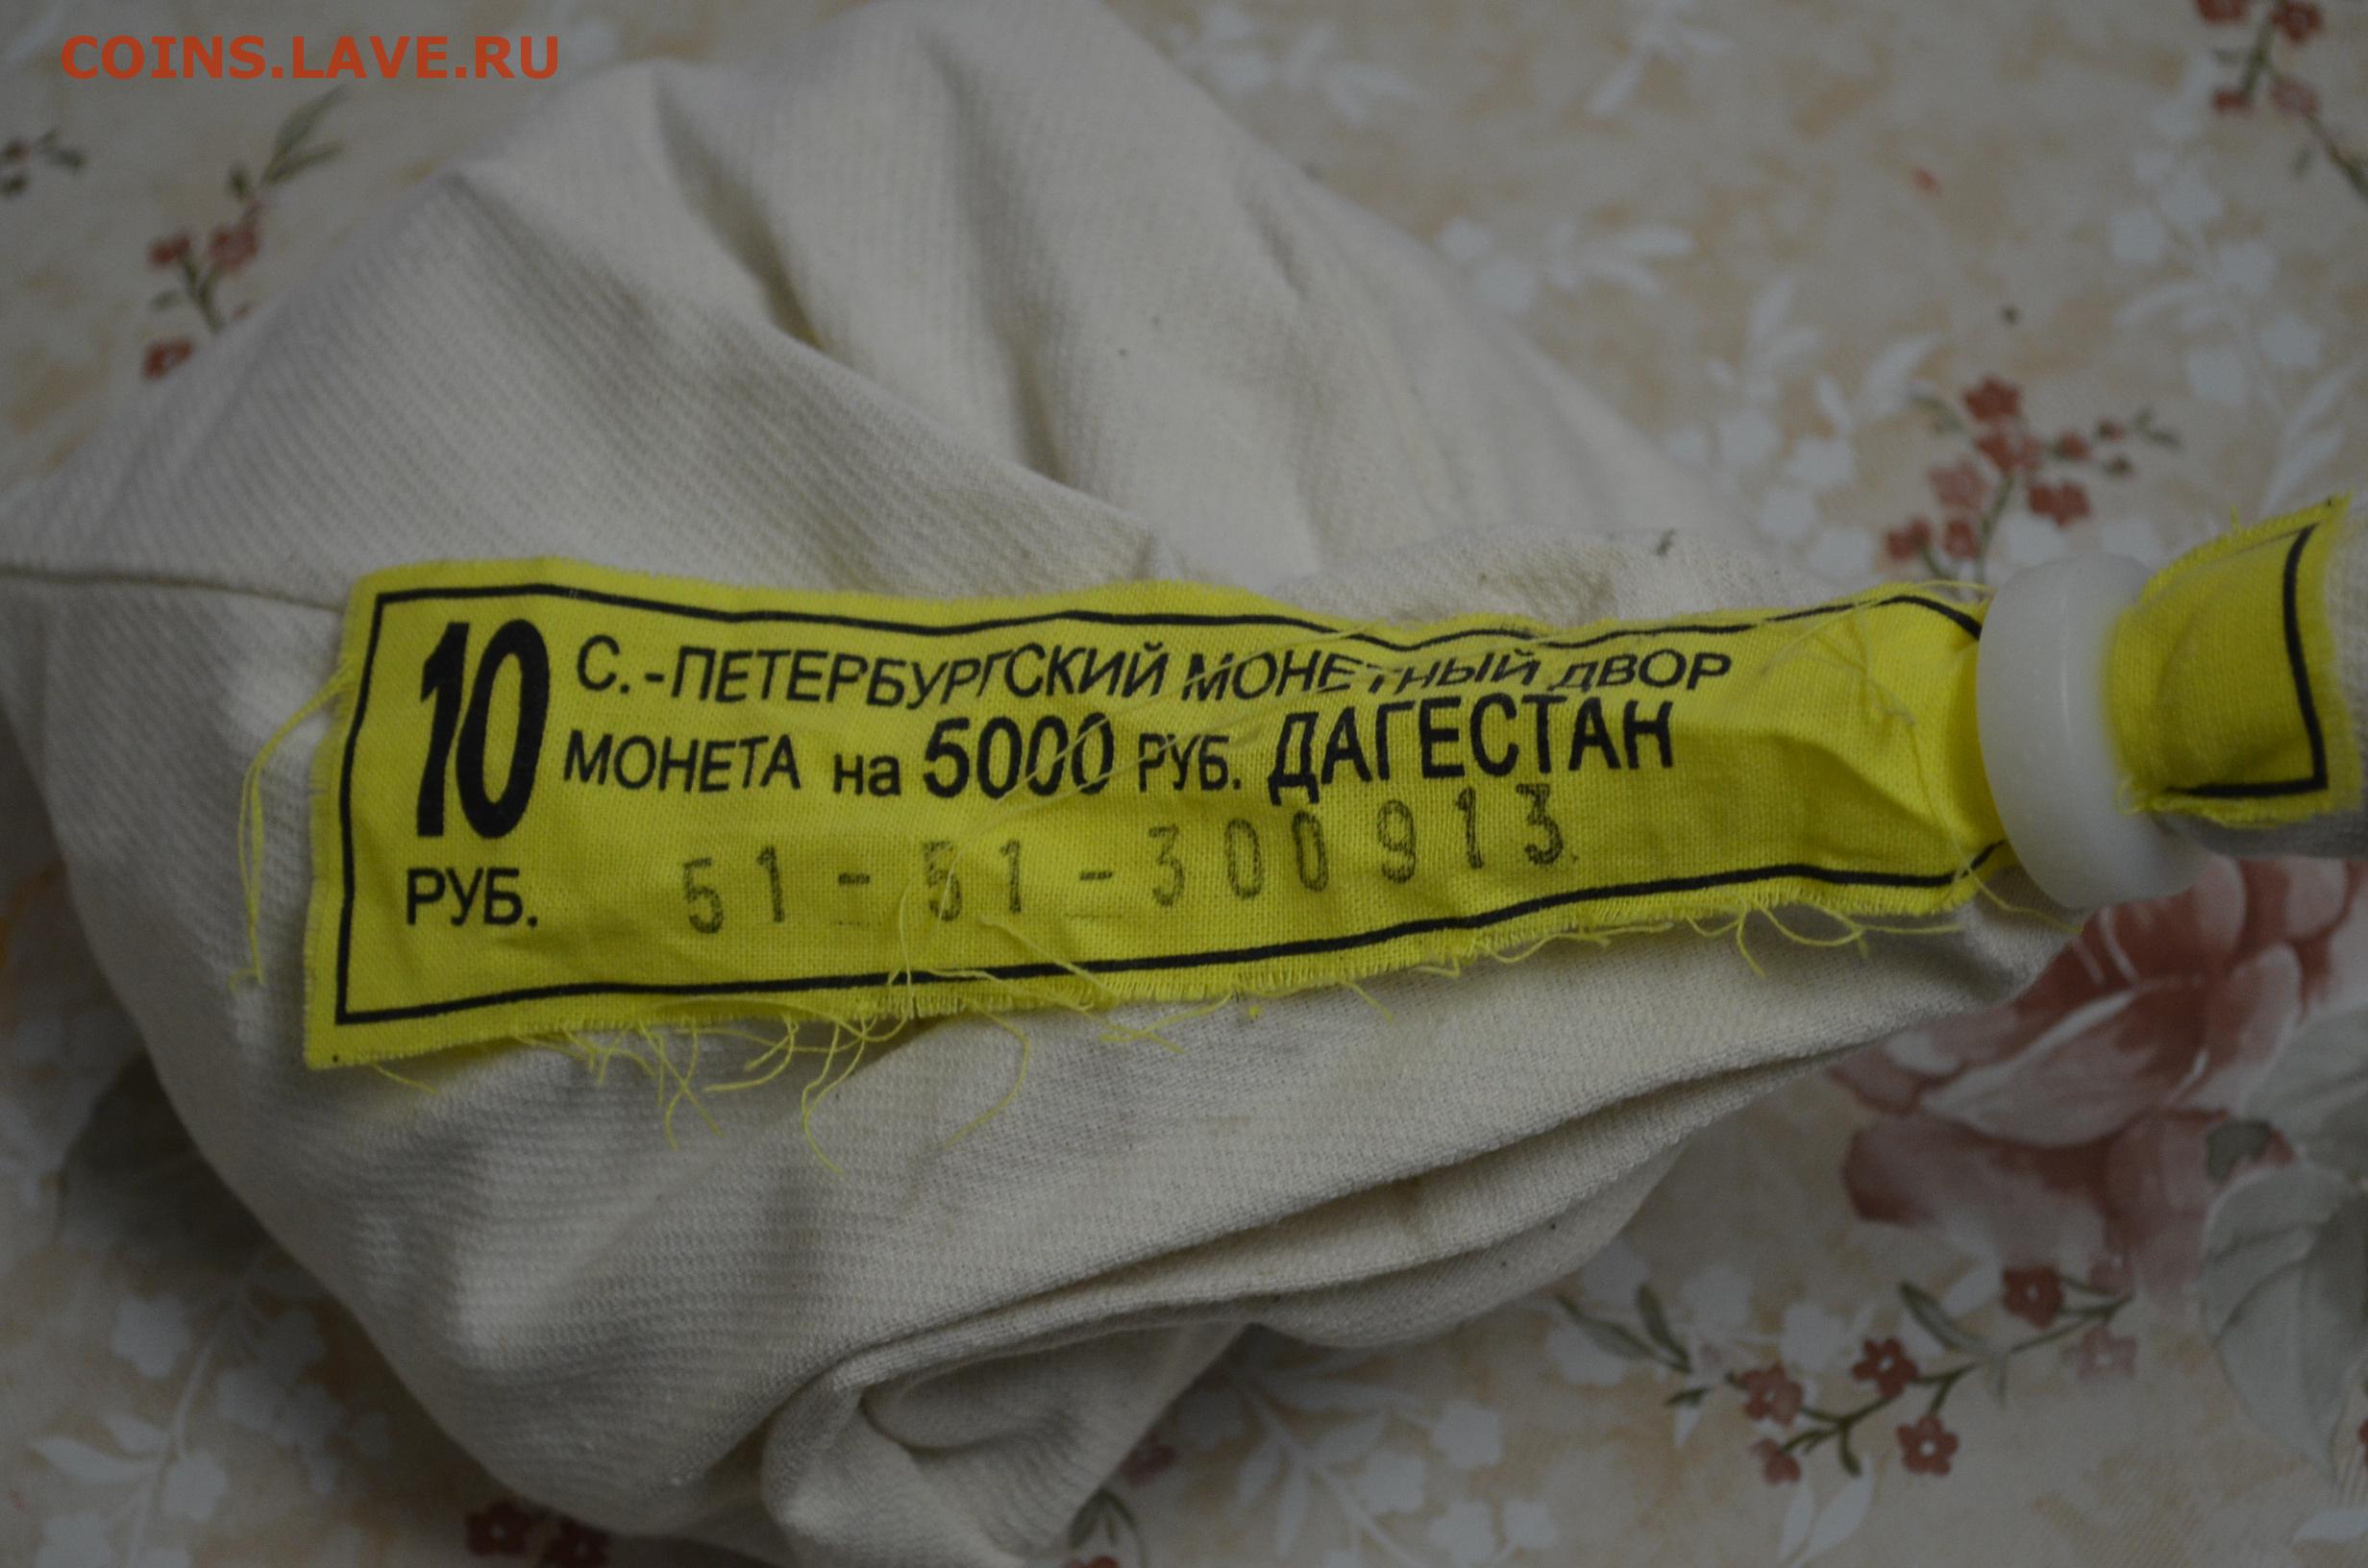 COINS.LAVE.RU
10 РУБ.
С.-ПЕТЕРБУРГСКИЙ МОНЕТНЫЙ ДВОР
МОНЕТА на 5000 РУБ. ДАГЕСТАН
51-51-300913